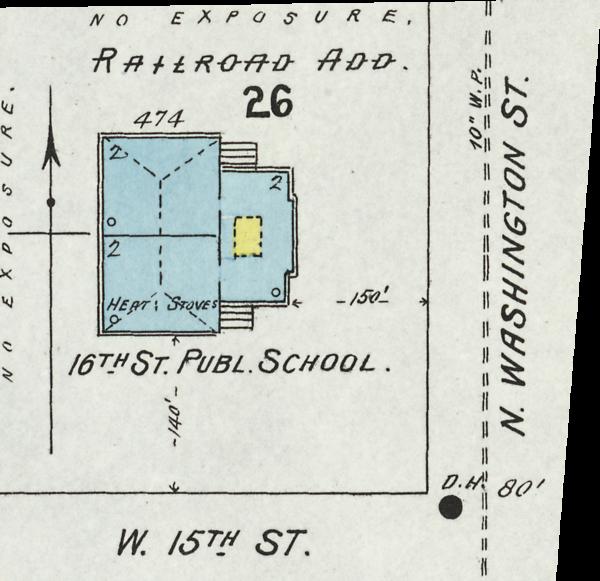 NO EXPOSURE.
RAILROAD ADD.
26
474
2
2
2
HEAT: STOVES
16TH ST. PUBL. SCHOOL.
-150'-
-140'-
NO EXPOSURE.
10" W.P.
N. WASHINGTON ST.
D.H.
80'
W. 15TH ST.